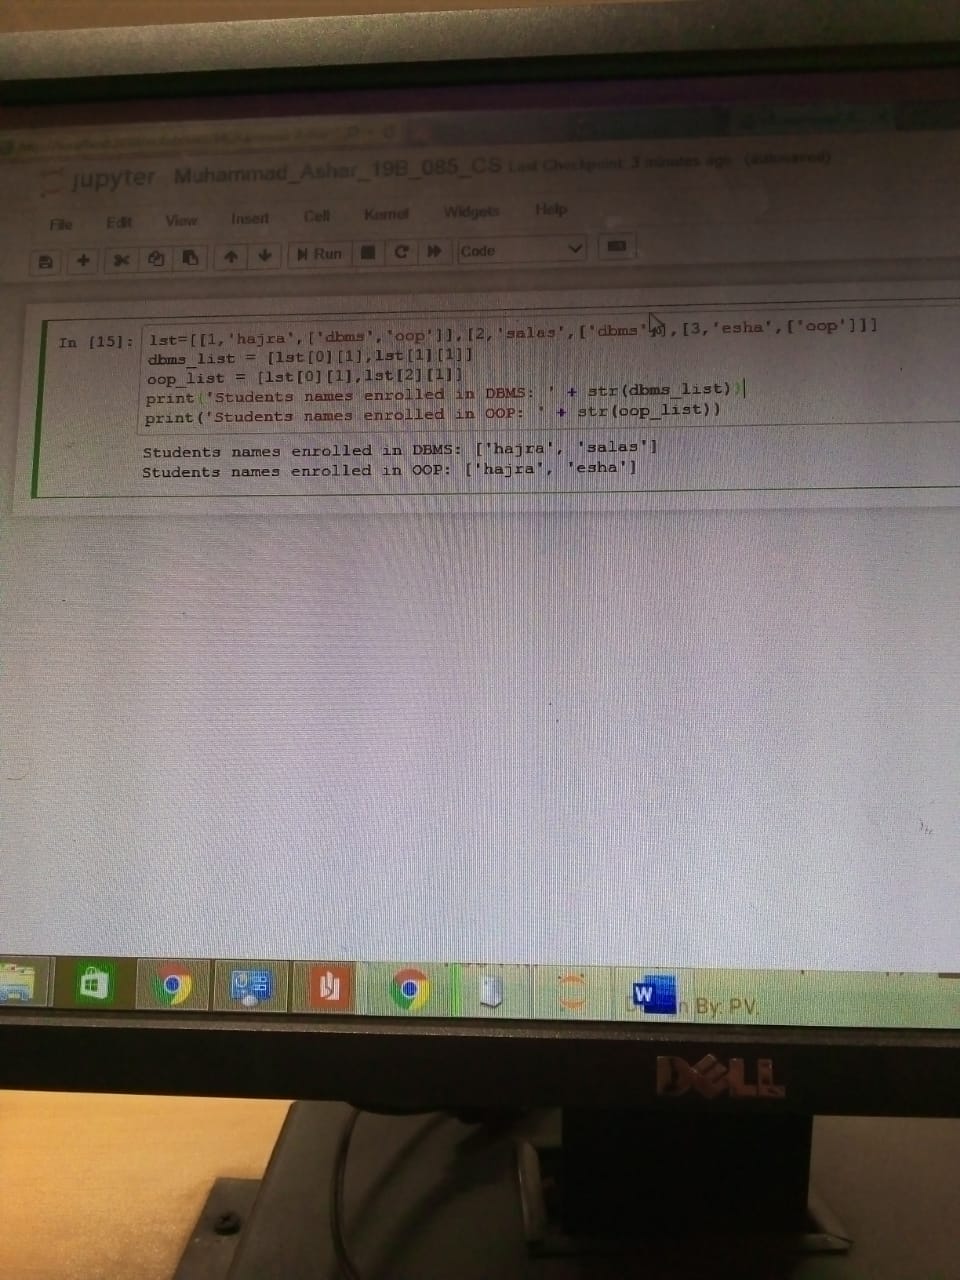 jupyter Muhammad_Ashar_19B_085_CS Last Checkpoint: 3 minutes ago (autosaved)
File Edit View Insert Cell Kernel Widgets Help
Run Code
In [15]: lst=[[1,'hajra',['dbms','oop']],[2,'salas',['dbms']],[3,'esha',['oop']]]
dbms_list = [lst[0][1],lst[1][1]]
oop_list = [lst[0][1],lst[2][1]]
print('Students names enrolled in DBMS: ' + str(dbms_list))
print('Students names enrolled in OOP: ' + str(oop_list))
Students names enrolled in DBMS: ['hajra', 'salas']
Students names enrolled in OOP: ['hajra', 'esha']
W
By: PV.
DELL